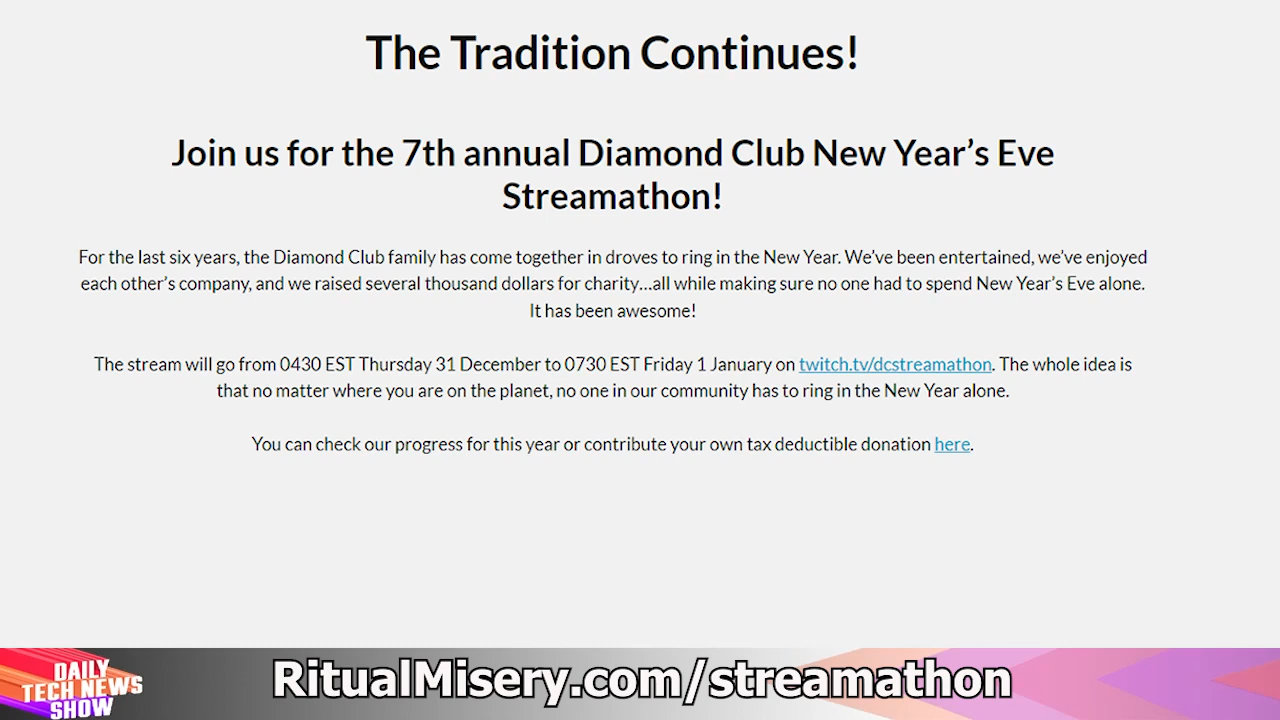 The Tradition Continues!
Join us for the 7th annual Diamond Club New Year’s Eve
Streamathon!
For the last six years, the Diamond Club family has come together in droves to ring in the New Year. We’ve been entertained, we’ve enjoyed
each other’s company, and we raised several thousand dollars for charity…all while making sure no one had to spend New Year’s Eve alone.
It has been awesome!
The stream will go from 0430 EST Thursday 31 December to 0730 EST Friday 1 January on twitch.tv/dcstreamathon. The whole idea is
that no matter where you are on the planet, no one in our community has to ring in the New Year alone.
You can check our progress for this year or contribute your own tax deductible donation here.
DAILY
TECH NEWS
SHOW
RitualMisery.com/streamathon